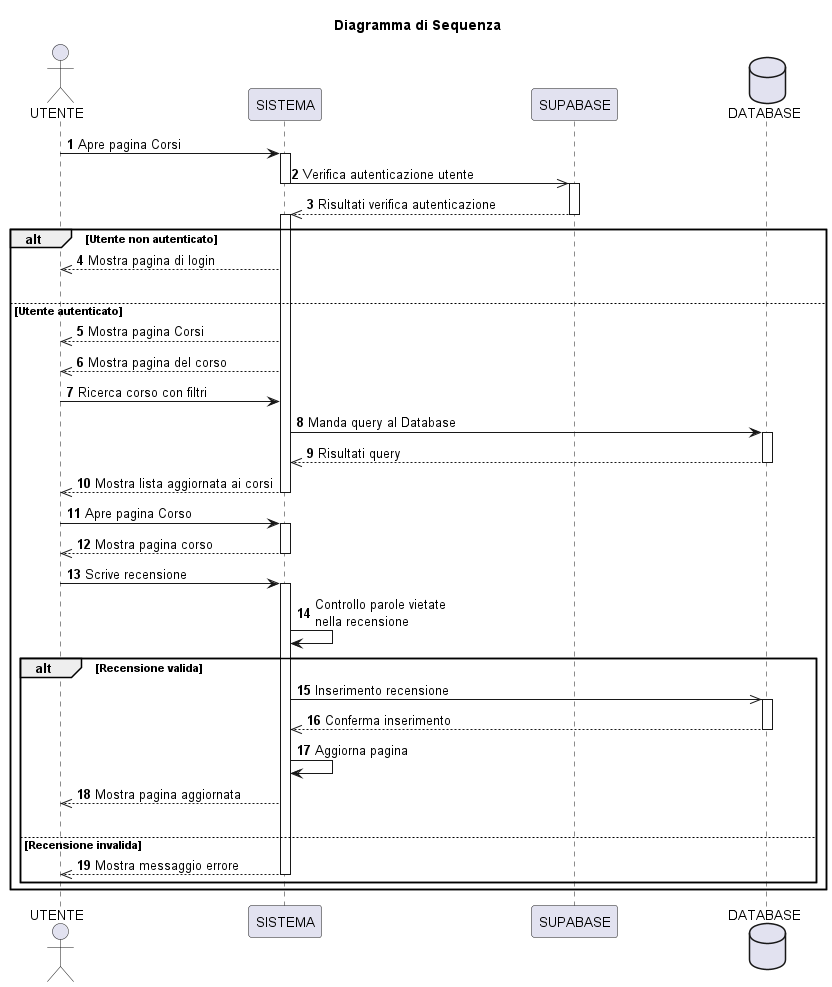 Diagramma di Sequenza
UTENTE
SISTEMA
SUPABASE
DATABASE
1 Apre pagina Corsi
2 Verifica autenticazione utente
3 Risultati verifica autenticazione
alt [Utente non autenticato]
4 Mostra pagina di login
[Utente autenticato]
5 Mostra pagina Corsi
6 Mostra pagina del corso
7 Ricerca corso con filtri
8 Manda query al Database
9 Risultati query
10 Mostra lista aggiornata ai corsi
11 Apre pagina Corso
12 Mostra pagina corso
13 Scrive recensione
14 Controllo parole vietate
nella recensione
alt [Recensione valida]
15 Inserimento recensione
16 Conferma inserimento
17 Aggiorna pagina
18 Mostra pagina aggiornata
[Recensione invalida]
19 Mostra messaggio errore
UTENTE
SISTEMA
SUPABASE
DATABASE